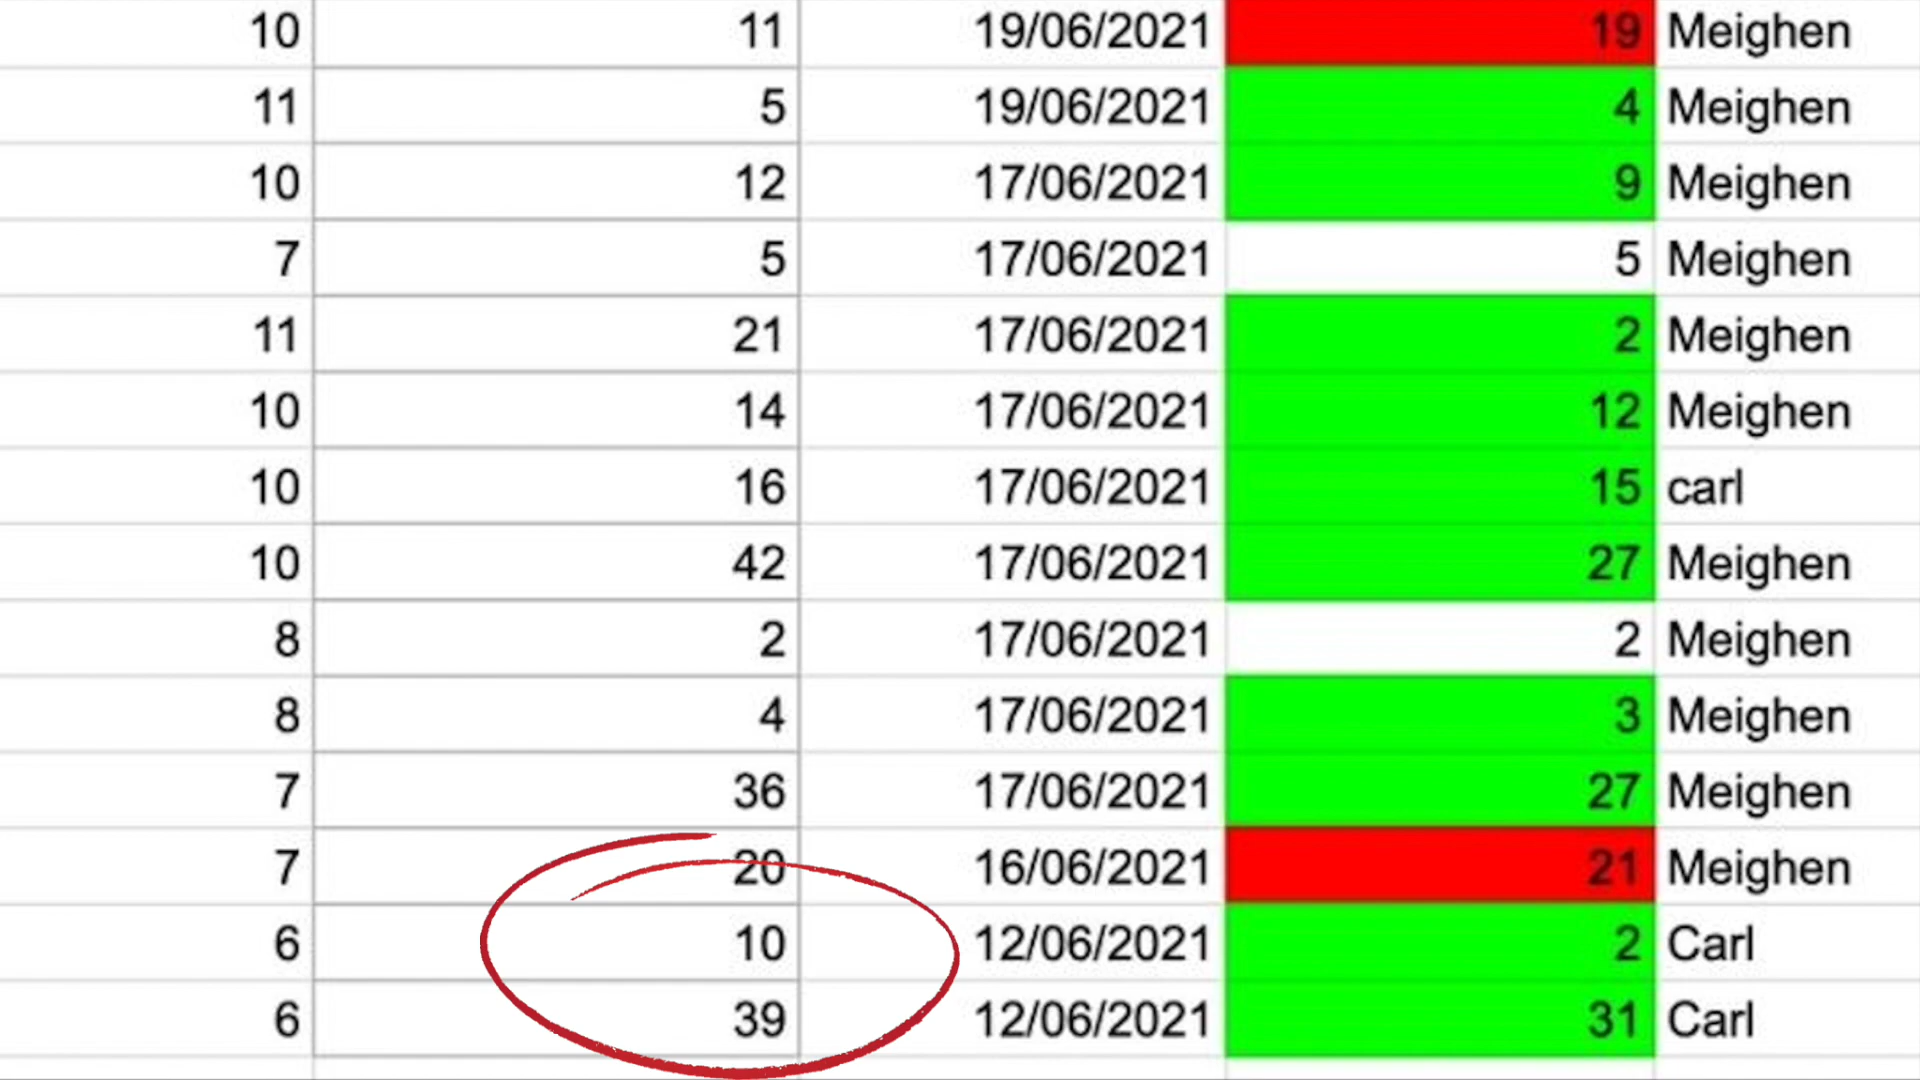 10 11 19/06/2021 19 Meighen
11 5 19/06/2021 4 Meighen
10 12 17/06/2021 9 Meighen
7 5 17/06/2021 5 Meighen
11 21 17/06/2021 2 Meighen
10 14 17/06/2021 12 Meighen
10 16 17/06/2021 15 carl
10 42 17/06/2021 27 Meighen
8 2 17/06/2021 2 Meighen
8 4 17/06/2021 3 Meighen
7 36 17/06/2021 27 Meighen
7 20 16/06/2021 21 Meighen
6 10 12/06/2021 2 Carl
6 39 12/06/2021 31 Carl